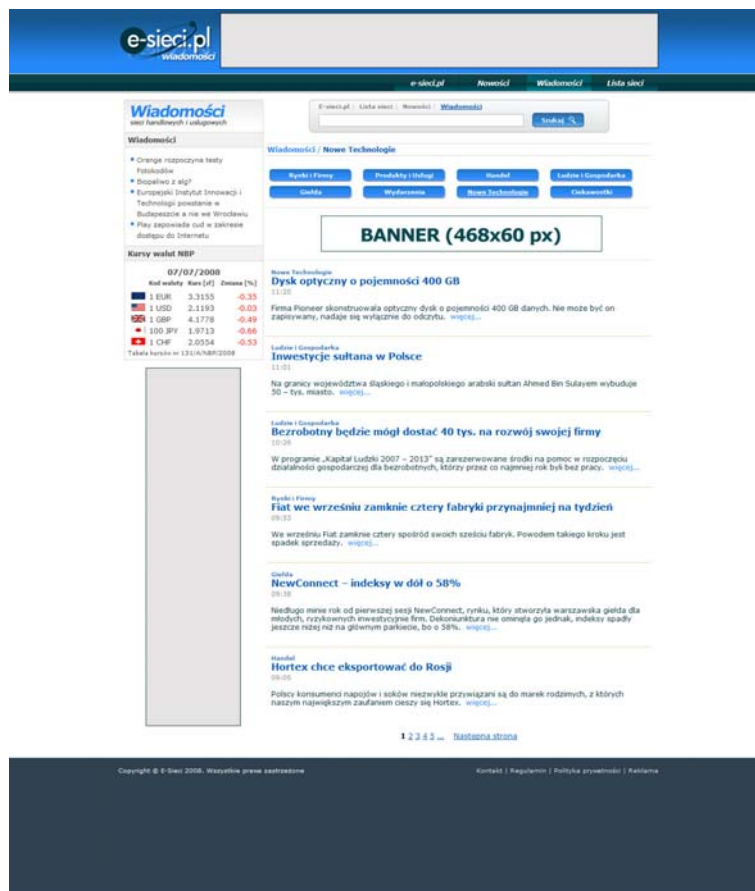 e-sieci.pl
wiadomości
e-sieci.pl Nowości Wiadomości Lista sieci
Wiadomości
sieci handlowych i usługowych
E-sieci.pl | Lista sieci | Nowości | Wiadomości
Szukaj
Wiadomości
Wiadomości / Nowe Technologie
Orange rozpoczyna testy
Fotokodów
Biopaliwo z alg?
Europejski Instytut Innowacji i
Technologii powstanie w
Budapeszcie a nie we Wrocławiu
Play zapowiada cud w zakresie
dostępu do Internetu
Rynki i Firmy Produkty i Usługi Handel Ludzie i Gospodarka
Giełda Wydarzenia Nowe Technologie Ciekawostki
BANNER (468x60 px)
Kursy walut NBP
07/07/2008
Kod waluty Kurs [zł] Zmiana [%]
1 EUR 3.3155 -0.35
1 USD 2.1193 -0.03
1 GBP 4.1778 -0.49
100 JPY 1.9713 -0.66
1 CHF 2.0554 -0.53
Tabela kursów nr 131/A/NBP/2008
Nowe Technologie
Dysk optyczny o pojemności 400 GB
11:20
Firma Pioneer skonstruowała optyczny dysk o pojemności 400 GB danych. Nie może być on
zapisywany, nadaje się wyłącznie do odczytu. więcej...
Ludzie i Gospodarka
Inwestycje sułtana w Polsce
11:01
Na granicy województwa śląskiego i małopolskiego arabski sułtan Ahmed Bin Sulayem wybuduje
50 – tys. miasto. więcej...
Ludzie i Gospodarka
Bezrobotny będzie mógł dostać 40 tys. na rozwój swojej firmy
10:26
W programie „Kapitał Ludzki 2007 – 2013" są zarezerwowane środki na pomoc w rozpoczęciu
działalności gospodarczej dla bezrobotnych, którzy przez co najmniej rok byli bez pracy. więcej...
Rynki i Firmy
Fiat we wrześniu zamknie cztery fabryki przynajmniej na tydzień
09:53
We wrześniu Fiat zamknie cztery spośród swoich sześciu fabryk. Powodem takiego kroku jest
spadek sprzedaży. więcej...
Giełda
NewConnect – indeksy w dół o 58%
09:38
Niedługo minie rok od pierwszej sesji NewConnect, rynku, który stworzyła warszawska giełda dla
młodych, ryzykownych inwestycyjnie firm. Dekoniunktura nie ominęła go jednak, indeksy spadły
jeszcze niżej niż na głównym parkiecie, bo o 58%. więcej...
Handel
Hortex chce eksportować do Rosji
09:05
Polscy konsumenci napojów i soków niezwykle przywiązani są do marek rodzimych, z których
naszym największym zaufaniem cieszy się Hortex. więcej...
1 2 3 4 5 ... Następna strona
Copyright @ E-Sieci 2008. Wszystkie prawa zastrzeżone
Kontakt | Regulamin | Polityka prywatności | Reklama